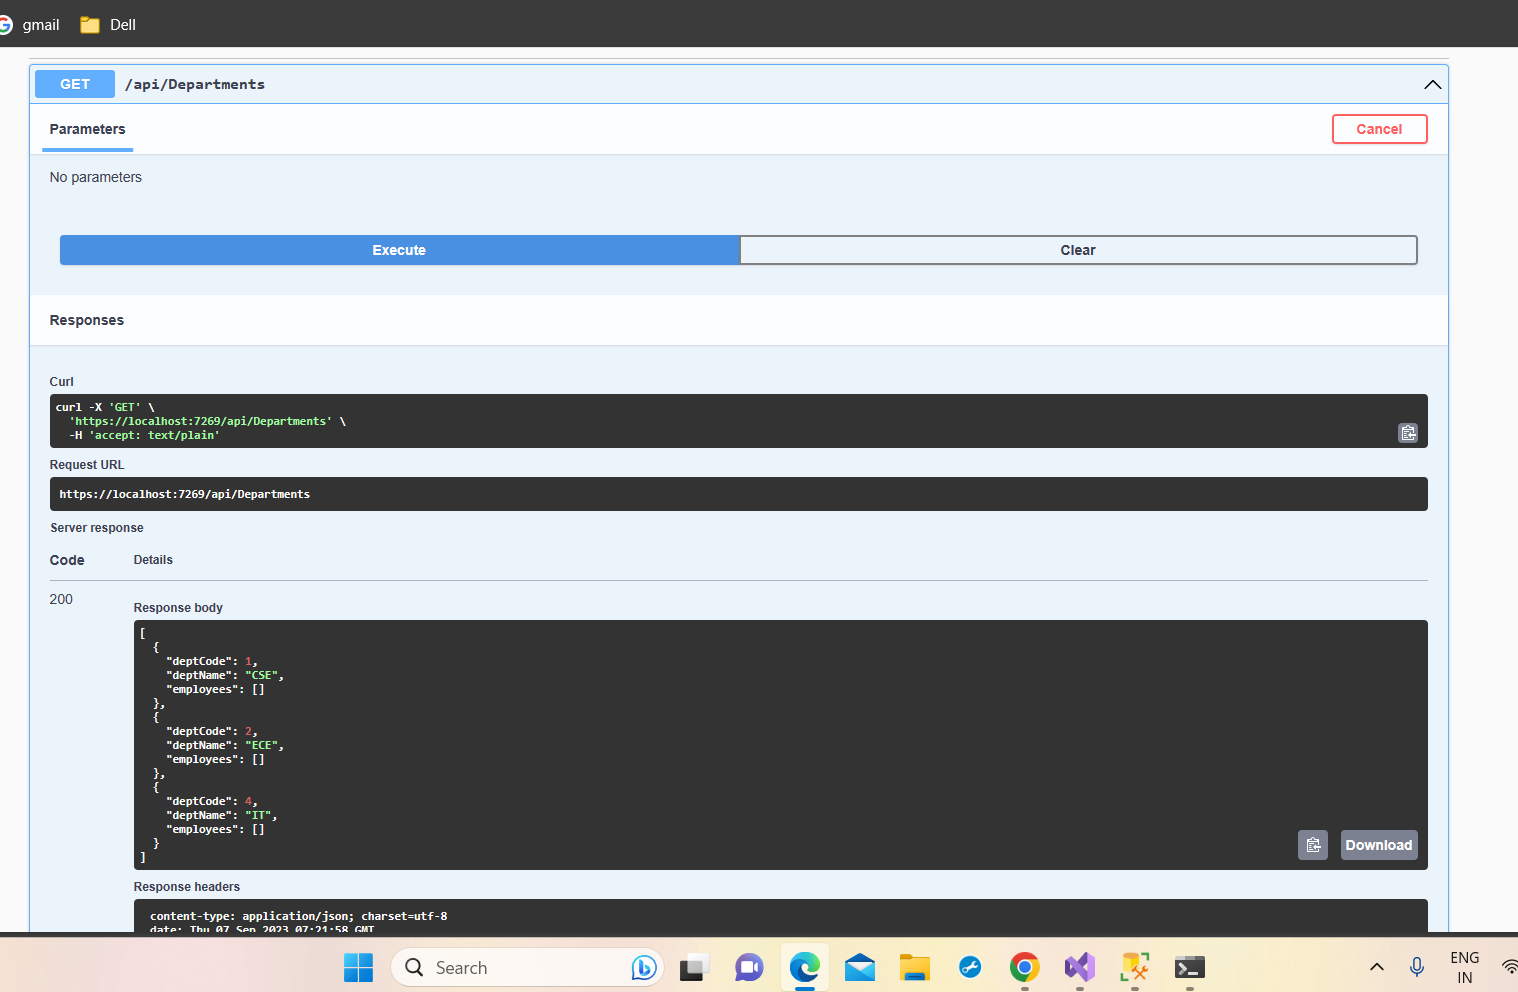 gmail
Dell
GET /api/Departments
Parameters
Cancel
No parameters
Execute
Clear
Responses
Curl
curl -X 'GET' \
'https://localhost:7269/api/Departments' \
-H 'accept: text/plain'
Request URL
https://localhost:7269/api/Departments
Server response
Code
Details
200
Response body
[
{
"deptCode": 1,
"deptName": "CSE",
"employees": []
},
{
"deptCode": 2,
"deptName": "ECE",
"employees": []
},
{
"deptCode": 4,
"deptName": "IT",
"employees": []
}
]
Download
Response headers
content-type: application/json; charset=utf-8
date: Thu 07 Sep 2023 07:21:58 GMT
Search
ENG
IN